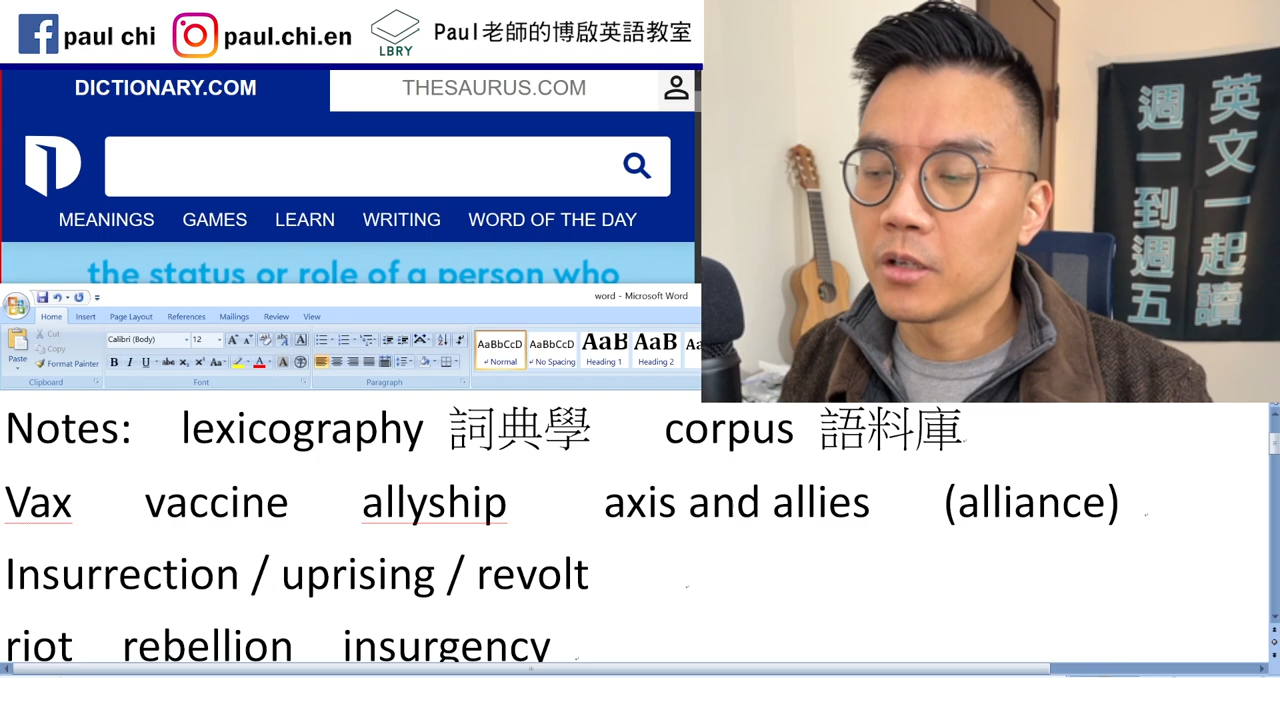 paul chi paul.chi.en LBRY Paul老師的博啟英語教室
DICTIONARY.COM THESAURUS.COM
MEANINGS GAMES LEARN WRITING WORD OF THE DAY
the status or role of a person who
word - Microsoft Word
Home Insert Page Layout References Mailings Review View
Paste
Cut
Copy
Format Painter
Clipboard
Calibri (Body) 12
Font
Paragraph
AaBbCcD AaBbCcD AaBb AaB Aa
Normal No Spacing Heading 1 Heading 2
英文一起讀
週一到週五
Notes: lexicography 詞典學 corpus 語料庫
Vax vaccine allyship axis and allies (alliance)
Insurrection / uprising / revolt
riot rebellion insurgency